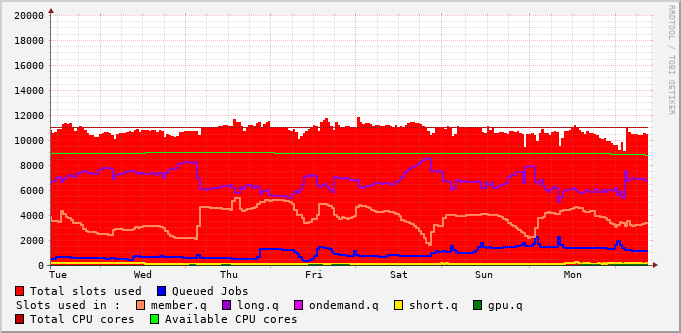 RRDTOOL / TOBI OETIKER
20000
18000
16000
14000
12000
10000
8000
6000
4000
2000
0
Tue Wed Thu Fri Sat Sun Mon
Total slots used Queued Jobs
Slots used in : member.q long.q ondemand.q short.q gpu.q
Total CPU cores Available CPU cores